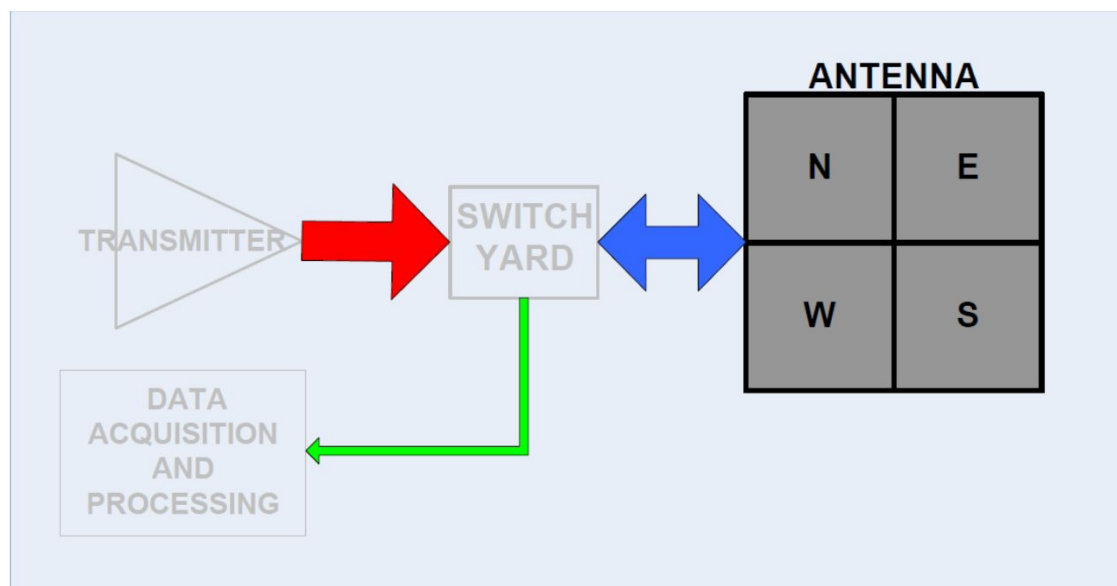 ANTENNA
N E
TRANSMITTER
SWITCH
YARD
W S
DATA
ACQUISITION
AND
PROCESSING